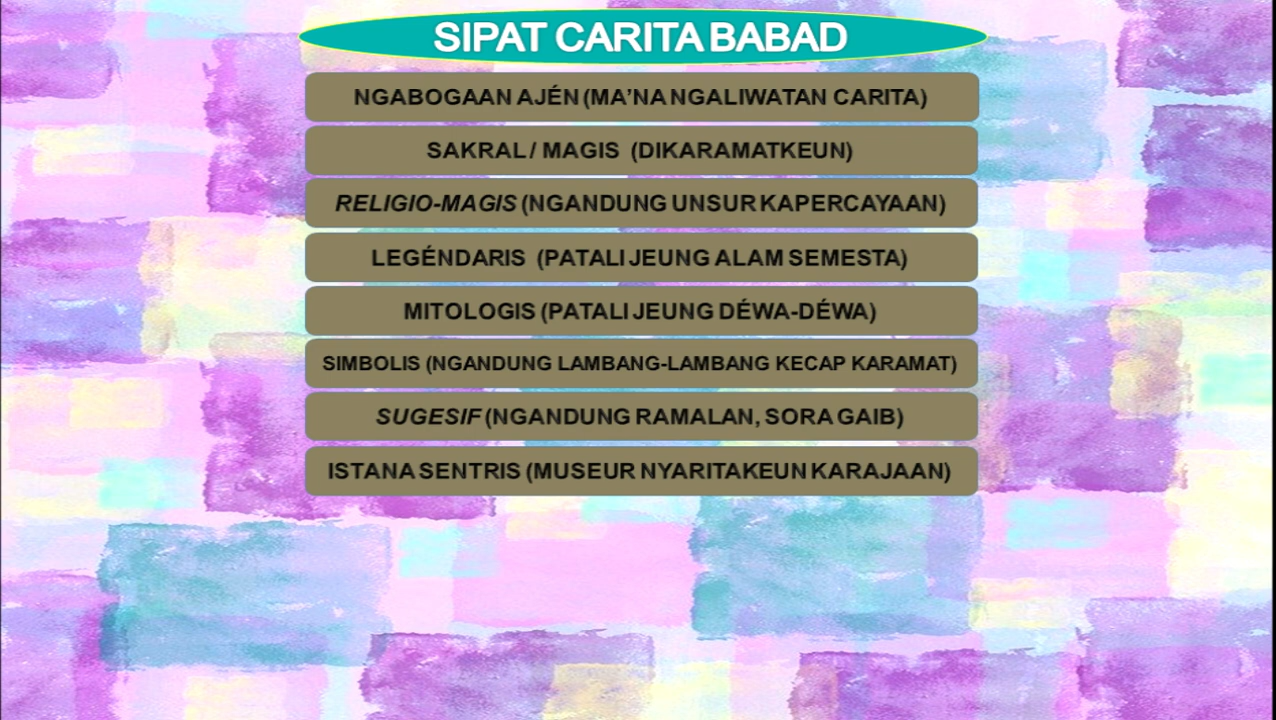 SIPAT CARITA BABAD
NGABOGAAN AJÉN (MA’NA NGALIWATAN CARITA)
SAKRAL / MAGIS (DIKARAMATKEUN)
RELIGIO-MAGIS (NGANDUNG UNSUR KAPERCAYAAN)
LEGÉNDARIS (PATALI JEUNG ALAM SEMESTA)
MITOLOGIS (PATALI JEUNG DÉWA-DÉWA)
SIMBOLIS (NGANDUNG LAMBANG-LAMBANG KECAP KARAMAT)
SUGESIF (NGANDUNG RAMALAN, SORA GAIB)
ISTANA SENTRIS (MUSEUR NYARITAKEUN KARAJAAN)